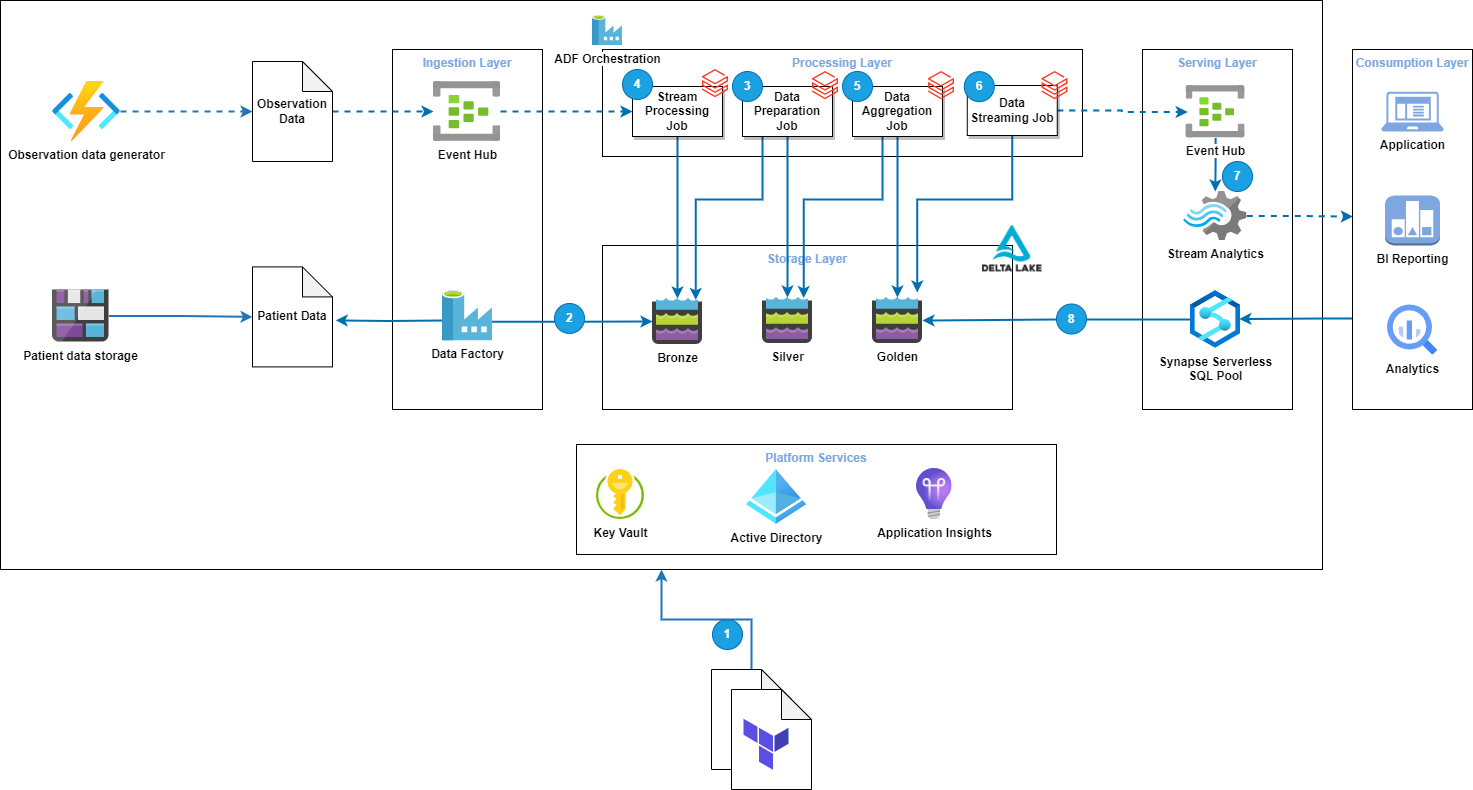 ADF Orchestration
Ingestion Layer
Processing Layer
Serving Layer
Consumption Layer
4
3
5
6
Stream
Processing
Job
Data
Preparation
Job
Data
Aggregation
Job
Data
Streaming Job
Observation
Data
Observation data generator
Event Hub
Event Hub
Application
7
Stream Analytics
BI Reporting
Storage Layer
DELTA LAKE
Patient Data
Patient data storage
Data Factory
2
Bronze
Silver
Golden
8
Synapse Serverless
SQL Pool
Analytics
Platform Services
Key Vault
Active Directory
Application Insights
1